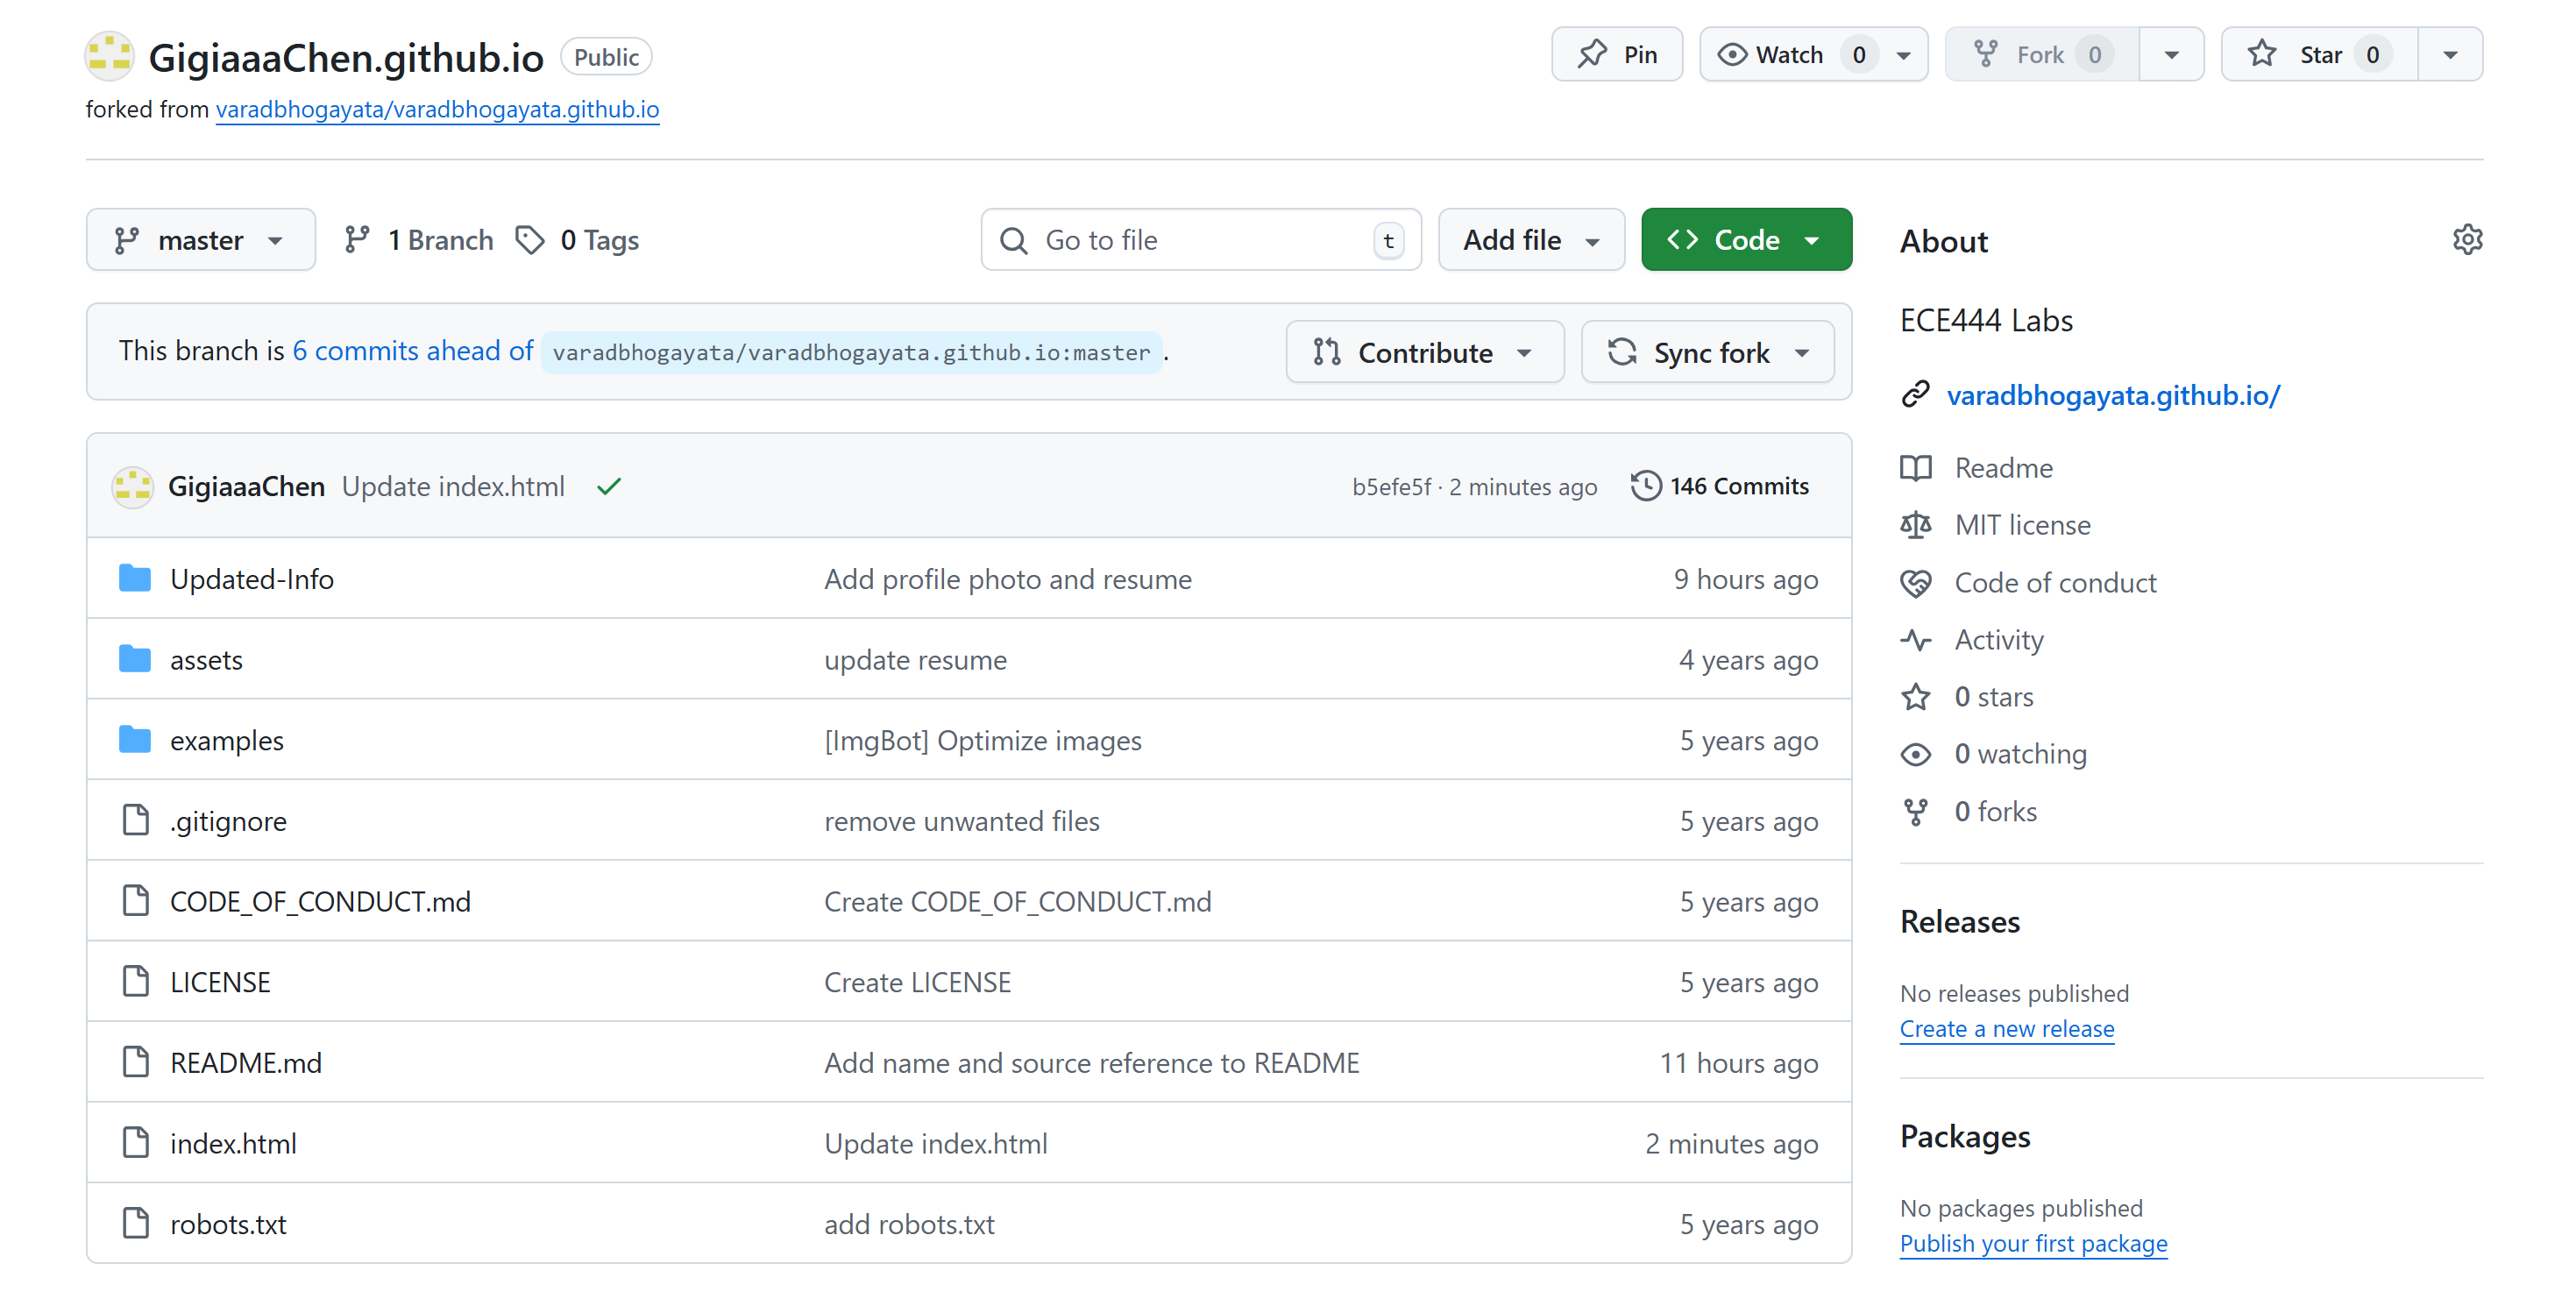 GigiaaaChen.github.io Public Pin Watch 0 Fork 0 Star 0
forked from varadbhogayata/varadbhogayata.github.io
master 1 Branch 0 Tags Go to file t Add file Code
This branch is 6 commits ahead of varadbhogayata/varadbhogayata.github.io:master . Contribute Sync fork
GigiaaaChen Update index.html b5efe5f · 2 minutes ago 146 Commits
Updated-Info Add profile photo and resume 9 hours ago
assets update resume 4 years ago
examples [ImgBot] Optimize images 5 years ago
.gitignore remove unwanted files 5 years ago
CODE_OF_CONDUCT.md Create CODE_OF_CONDUCT.md 5 years ago
LICENSE Create LICENSE 5 years ago
README.md Add name and source reference to README 11 hours ago
index.html Update index.html 2 minutes ago
robots.txt add robots.txt 5 years ago
About
ECE444 Labs
varadbhogayata.github.io/
Readme
MIT license
Code of conduct
Activity
0 stars
0 watching
0 forks
Releases
No releases published
Create a new release
Packages
No packages published
Publish your first package